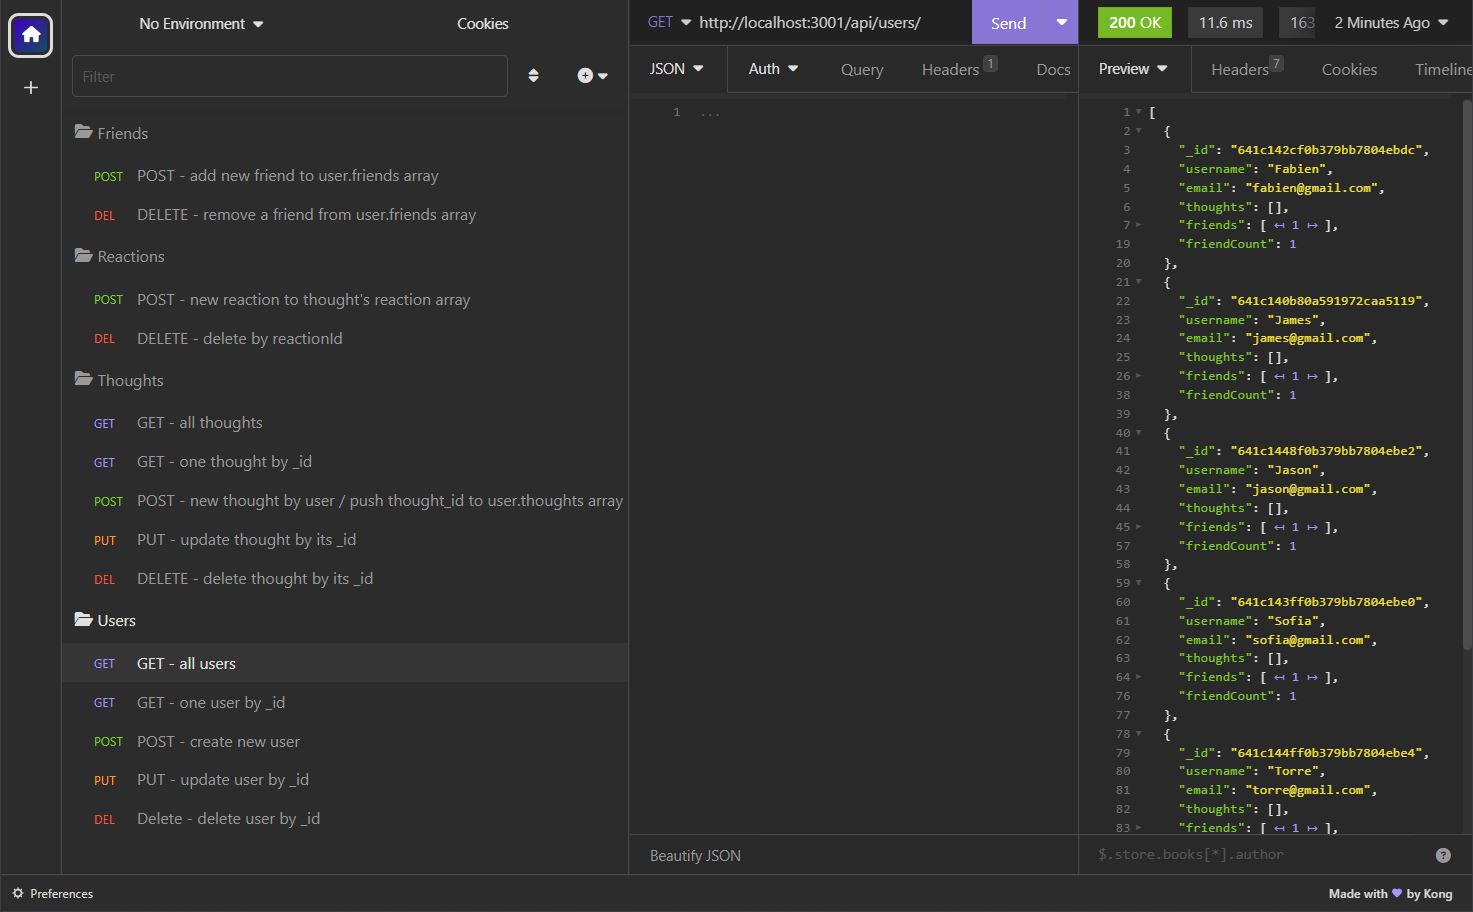 No Environment
Cookies
Filter
Friends
POST POST - add new friend to user.friends array
DEL DELETE - remove a friend from user.friends array
Reactions
POST POST - new reaction to thought's reaction array
DEL DELETE - delete by reactionId
Thoughts
GET GET - all thoughts
GET GET - one thought by _id
POST POST - new thought by user / push thought_id to user.thoughts array
PUT PUT - update thought by its _id
DEL DELETE - delete thought by its _id
Users
GET GET - all users
GET GET - one user by _id
POST POST - create new user
PUT PUT - update user by _id
DEL Delete - delete user by _id
GET http://localhost:3001/api/users/ Send
JSON Auth Query Headers 1 Docs
1 ...
Beautify JSON
200 OK 11.6 ms 163 2 Minutes Ago
Preview Headers 7 Cookies Timeline
1 [
2 {
3 "_id": "641c142cf0b379bb7804ebdc",
4 "username": "Fabien",
5 "email": "fabien@gmail.com",
6 "thoughts": [],
7 "friends": [ ↤ 1 ↦ ],
19 "friendCount": 1
20 },
21 {
22 "_id": "641c140b80a591972caa5119",
23 "username": "James",
24 "email": "james@gmail.com",
25 "thoughts": [],
26 "friends": [ ↤ 1 ↦ ],
38 "friendCount": 1
39 },
40 {
41 "_id": "641c1448f0b379bb7804ebe2",
42 "username": "Jason",
43 "email": "jason@gmail.com",
44 "thoughts": [],
45 "friends": [ ↤ 1 ↦ ],
57 "friendCount": 1
58 },
59 {
60 "_id": "641c143ff0b379bb7804ebe0",
61 "username": "Sofia",
62 "email": "sofia@gmail.com",
63 "thoughts": [],
64 "friends": [ ↤ 1 ↦ ],
76 "friendCount": 1
77 },
78 {
79 "_id": "641c144ff0b379bb7804ebe4",
80 "username": "Torre",
81 "email": "torre@gmail.com",
82 "thoughts": [],
83 "friends": [ ↤ 1 ↦ ],
$.store.books[*].author
Preferences
Made with 💜 by Kong